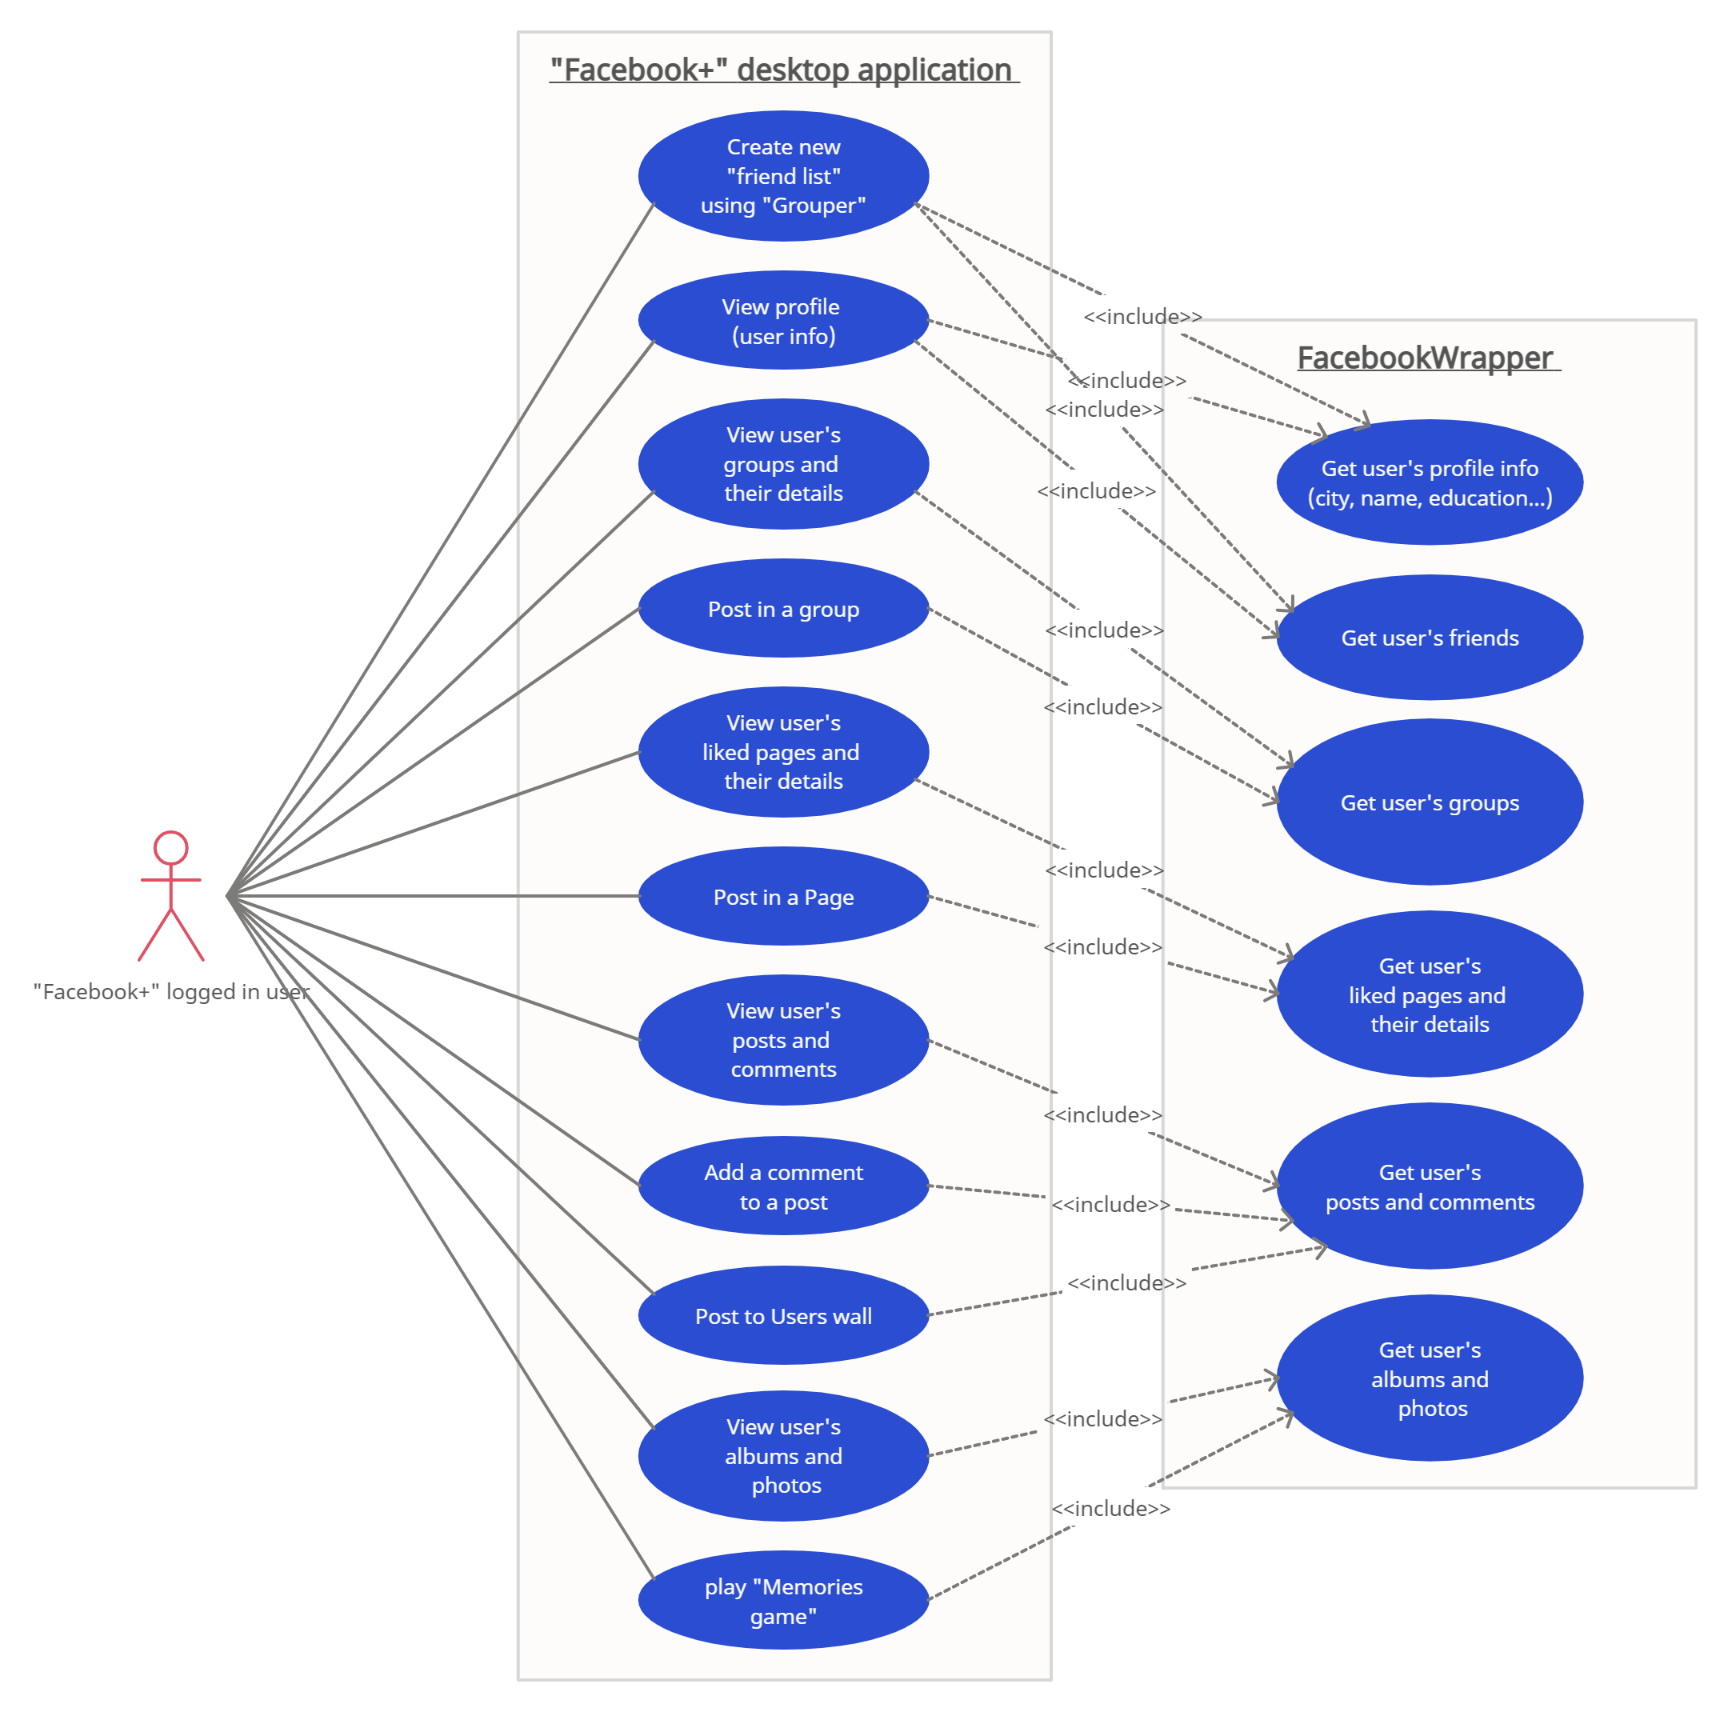 "Facebook+" desktop application
Create new
"friend list"
using "Grouper"
View profile
(user info)
View user's
groups and
their details
Post in a group
View user's
liked pages and
their details
Post in a Page
View user's
posts and
comments
Add a comment
to a post
Post to Users wall
View user's
albums and
photos
play "Memories
game"
"Facebook+" logged in user
<<include>>
<<include>>
<<include>>
<<include>>
<<include>>
<<include>>
<<include>>
<<include>>
<<include>>
<<include>>
<<include>>
<<include>>
<<include>>
FacebookWrapper
Get user's profile info
(city, name, education...)
Get user's friends
Get user's groups
Get user's
liked pages and
their details
Get user's
posts and comments
Get user's
albums and
photos